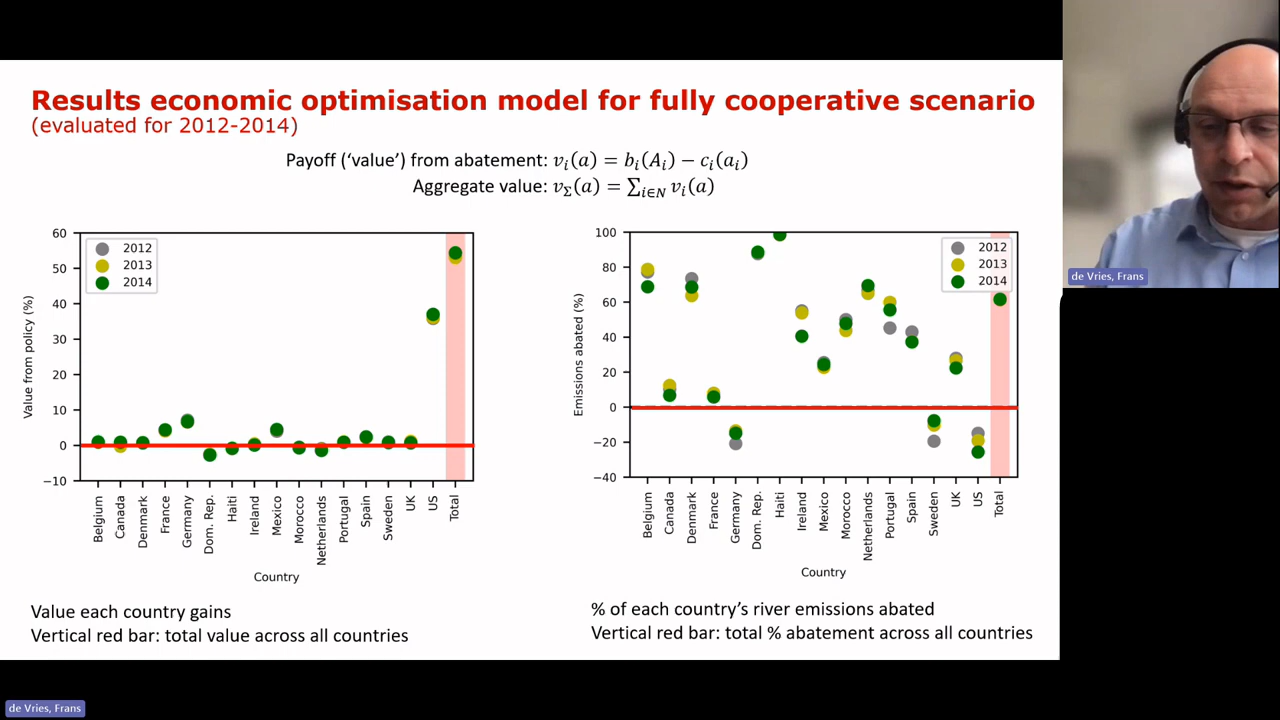 Results economic optimisation model for fully cooperative scenario
(evaluated for 2012-2014)
Payoff ('value') from abatement: vᵢ(a) = bᵢ(Aᵢ) − cᵢ(aᵢ)
Aggregate value: v_Σ(a) = ∑_{i∈N} vᵢ(a)
60
50
40
30
20
10
0
−10
Value from policy (%)
2012
2013
2014
Belgium
Canada
Denmark
France
Germany
Dom. Rep.
Haiti
Ireland
Mexico
Morocco
Netherlands
Portugal
Spain
Sweden
UK
US
Total
Country
Value each country gains
Vertical red bar: total value across all countries
100
80
60
40
20
0
−20
−40
Emissions abated (%)
2012
2013
2014
Belgium
Canada
Denmark
France
Germany
Dom. Rep.
Haiti
Ireland
Mexico
Morocco
Netherlands
Portugal
Spain
Sweden
UK
US
Total
Country
% of each country's river emissions abated
Vertical red bar: total % abatement across all countries
de Vries, Frans
de Vries, Frans